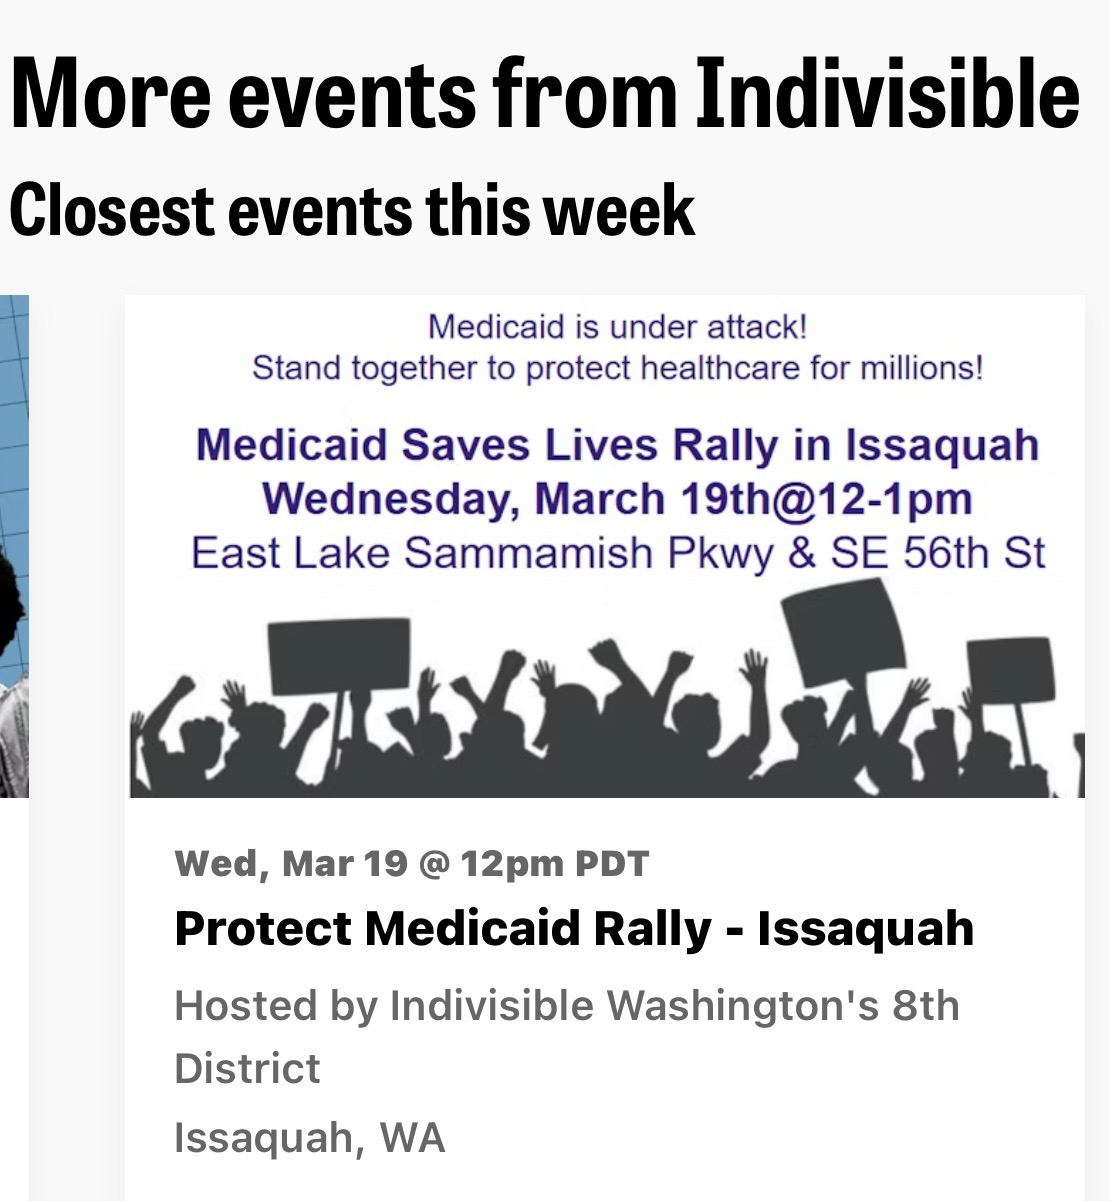 More events from Indivisible
Closest events this week
Medicaid is under attack!
Stand together to protect healthcare for millions!
Medicaid Saves Lives Rally in Issaquah
Wednesday, March 19th@12-1pm
East Lake Sammamish Pkwy & SE 56th St
Wed, Mar 19 @ 12pm PDT
Protect Medicaid Rally - Issaquah
Hosted by Indivisible Washington's 8th
District
Issaquah, WA